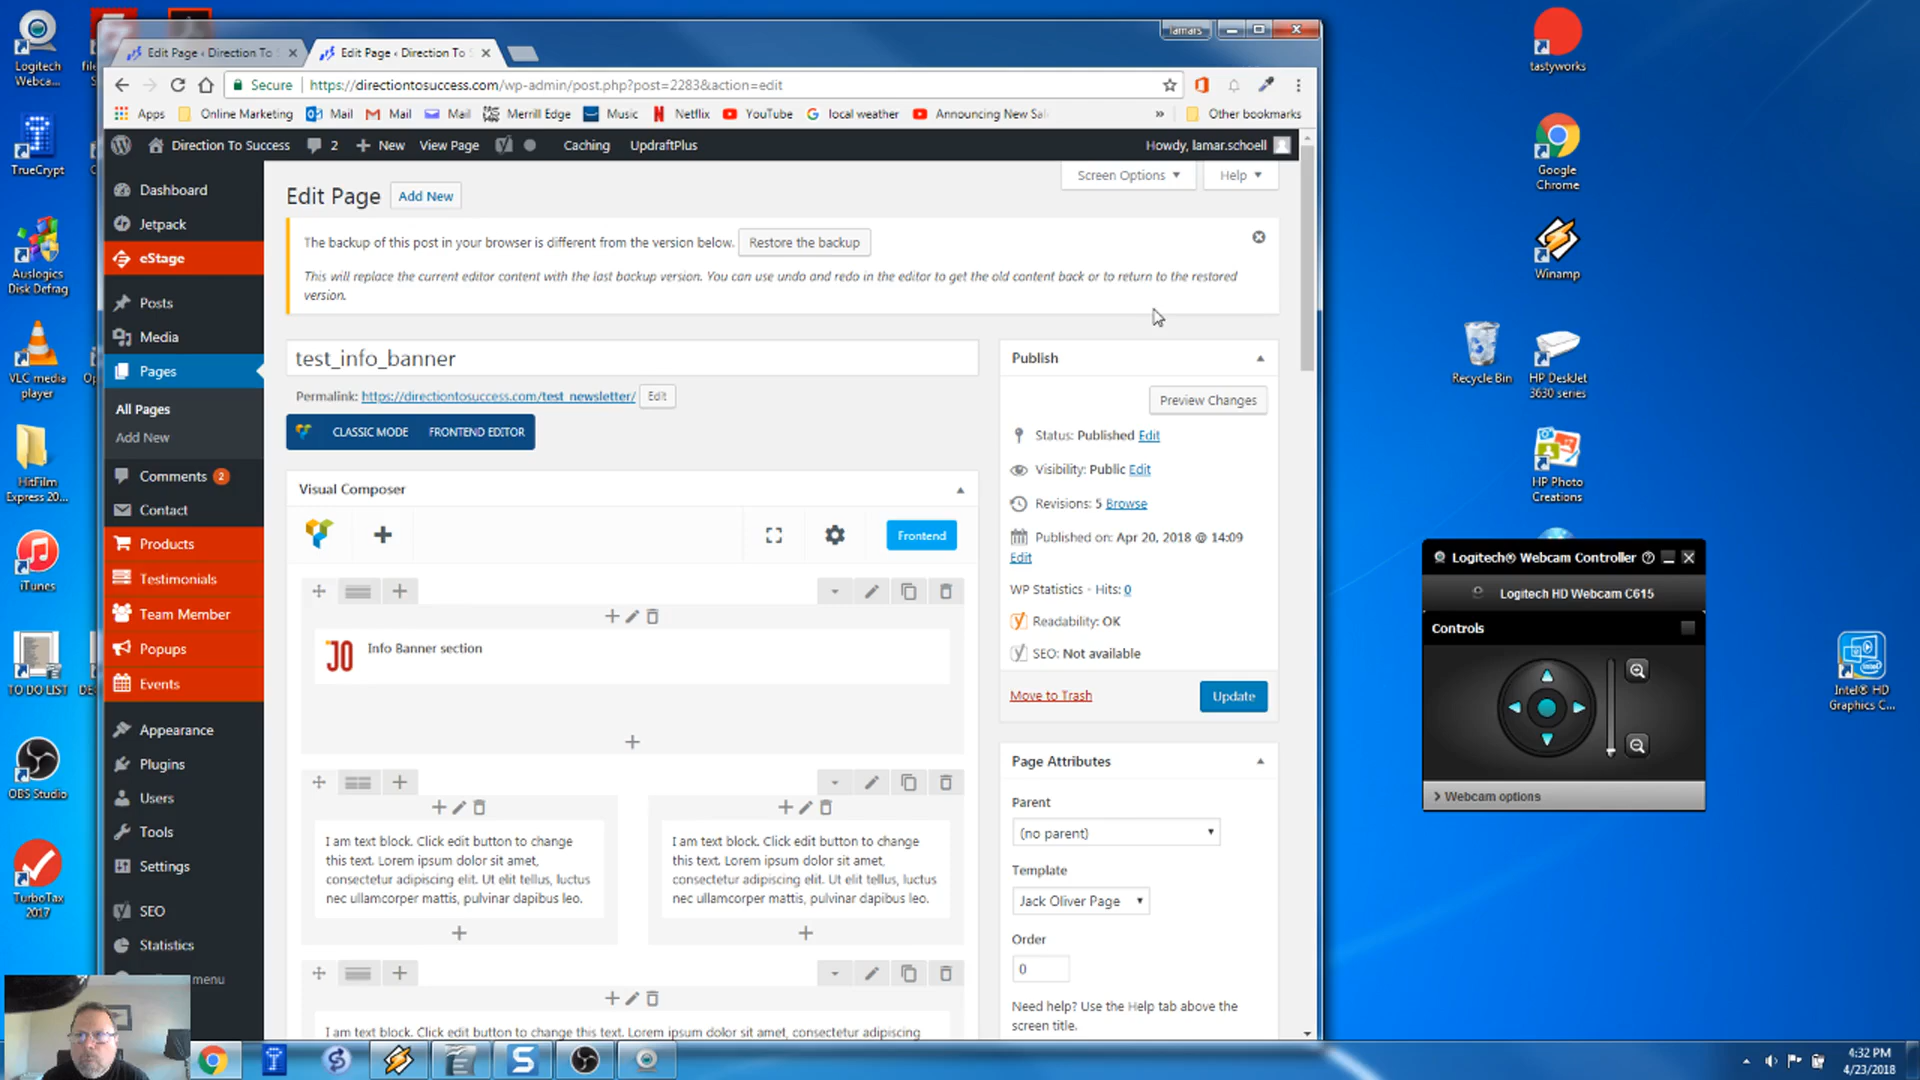 Logitech
Webca...
TrueCrypt
Auslogics
Disk Defrag
VLC media
player
HitFilm
Express 20...
iTunes
TO DO LIST
OBS Studio
TurboTax
2017
lamars
Edit Page ‹ Direction To S
Edit Page ‹ Direction To S
Secure
https://directiontosuccess.com/wp-admin/post.php?post=2283&action=edit
Apps
Online Marketing
Mail
Mail
Mail
Merrill Edge
Music
Netflix
YouTube
local weather
Announcing New Sal
»
Other bookmarks
Direction To Success
2
New
View Page
Caching
UpdraftPlus
Howdy, lamar.schoell
Dashboard
Jetpack
eStage
Posts
Media
Pages
All Pages
Add New
Comments 2
Contact
Products
Testimonials
Team Member
Popups
Events
Appearance
Plugins
Users
Tools
Settings
SEO
Statistics
menu
Screen Options
Help
Edit Page
Add New
The backup of this post in your browser is different from the version below.
Restore the backup
This will replace the current editor content with the last backup version. You can use undo and redo in the editor to get the old content back or to return to the restored
version.
test_info_banner
Permalink: https://directiontosuccess.com/test_newsletter/
Edit
CLASSIC MODE
FRONTEND EDITOR
Visual Composer
Frontend
JO
Info Banner section
I am text block. Click edit button to change
this text. Lorem ipsum dolor sit amet,
consectetur adipiscing elit. Ut elit tellus, luctus
nec ullamcorper mattis, pulvinar dapibus leo.
I am text block. Click edit button to change
this text. Lorem ipsum dolor sit amet,
consectetur adipiscing elit. Ut elit tellus, luctus
nec ullamcorper mattis, pulvinar dapibus leo.
I am text block. Click edit button to change this text. Lorem ipsum dolor sit amet, consectetur adipiscing
Publish
Preview Changes
Status: Published Edit
Visibility: Public Edit
Revisions: 5 Browse
Published on: Apr 20, 2018 @ 14:09
Edit
WP Statistics - Hits: 0
Readability: OK
SEO: Not available
Move to Trash
Update
Page Attributes
Parent
(no parent)
Template
Jack Oliver Page
Order
0
Need help? Use the Help tab above the
screen title.
tastyworks
Google
Chrome
Winamp
Recycle Bin
HP DeskJet
3630 series
HP Photo
Creations
Logitech® Webcam Controller
Logitech HD Webcam C615
Controls
Webcam options
Intel® HD
Graphics C...
4:32 PM
4/23/2018